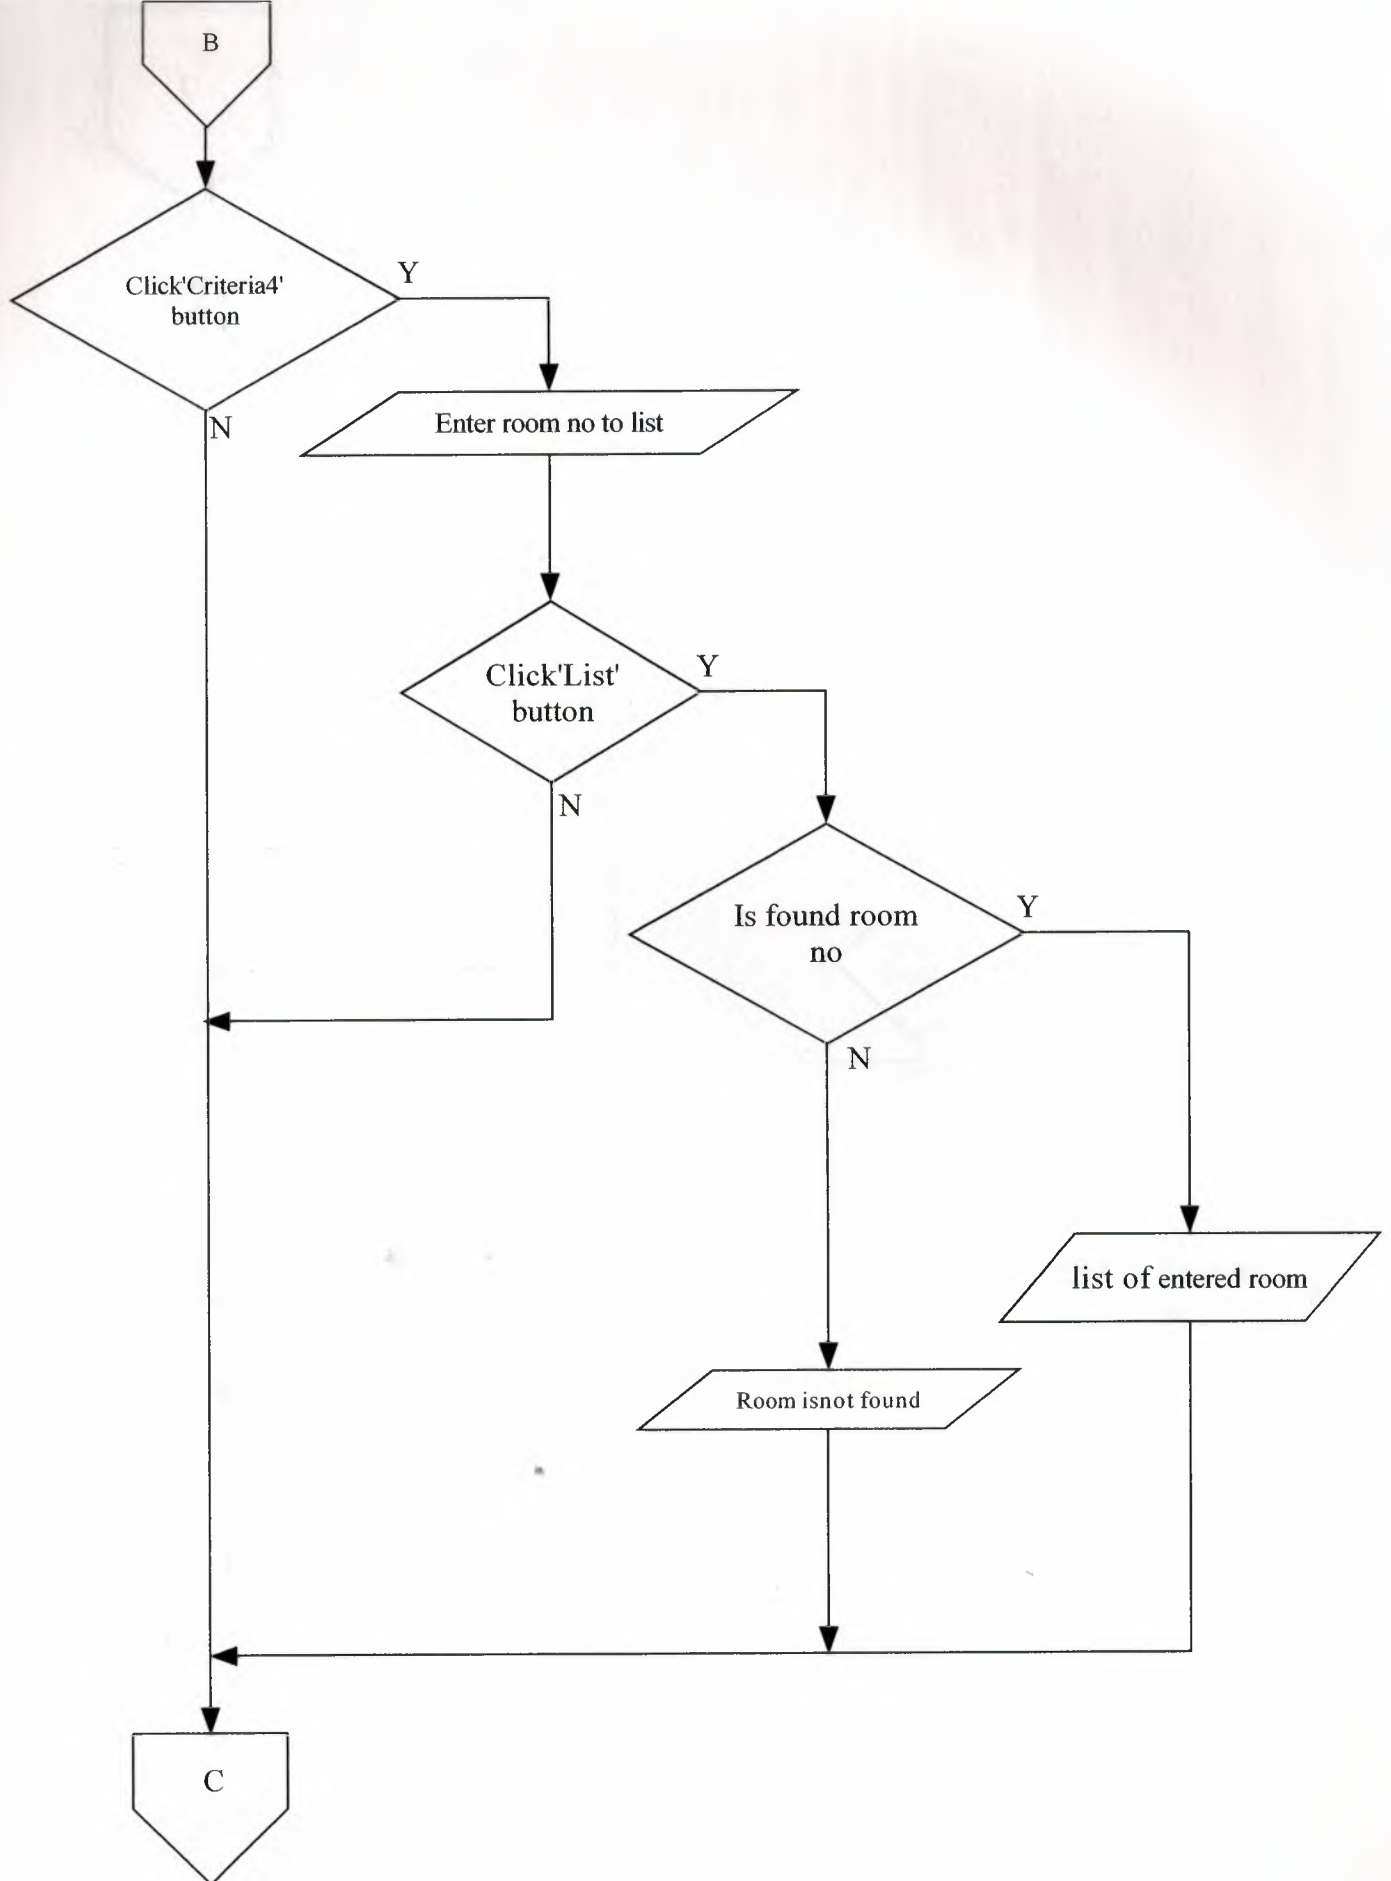 B
Click'Criteria4'
button
Y
N
Enter room no to list
Click'List'
button
Y
N
Is found room
no
Y
N
list of entered room
Room isnot found
C